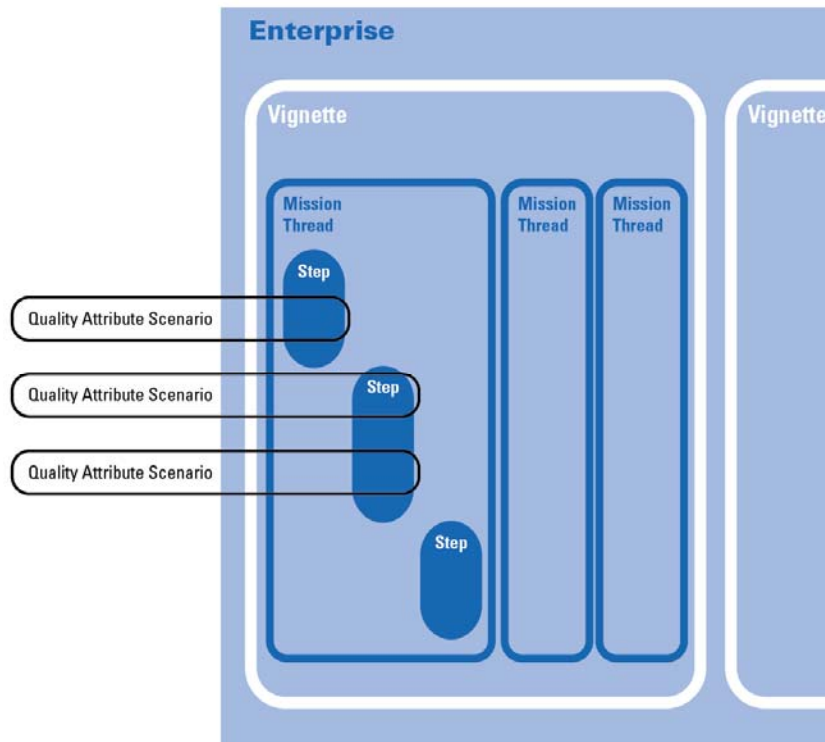 Enterprise
Vignette
Vignette
Mission
Thread
Mission
Thread
Mission
Thread
Step
Quality Attribute Scenario
Step
Quality Attribute Scenario
Quality Attribute Scenario
Step